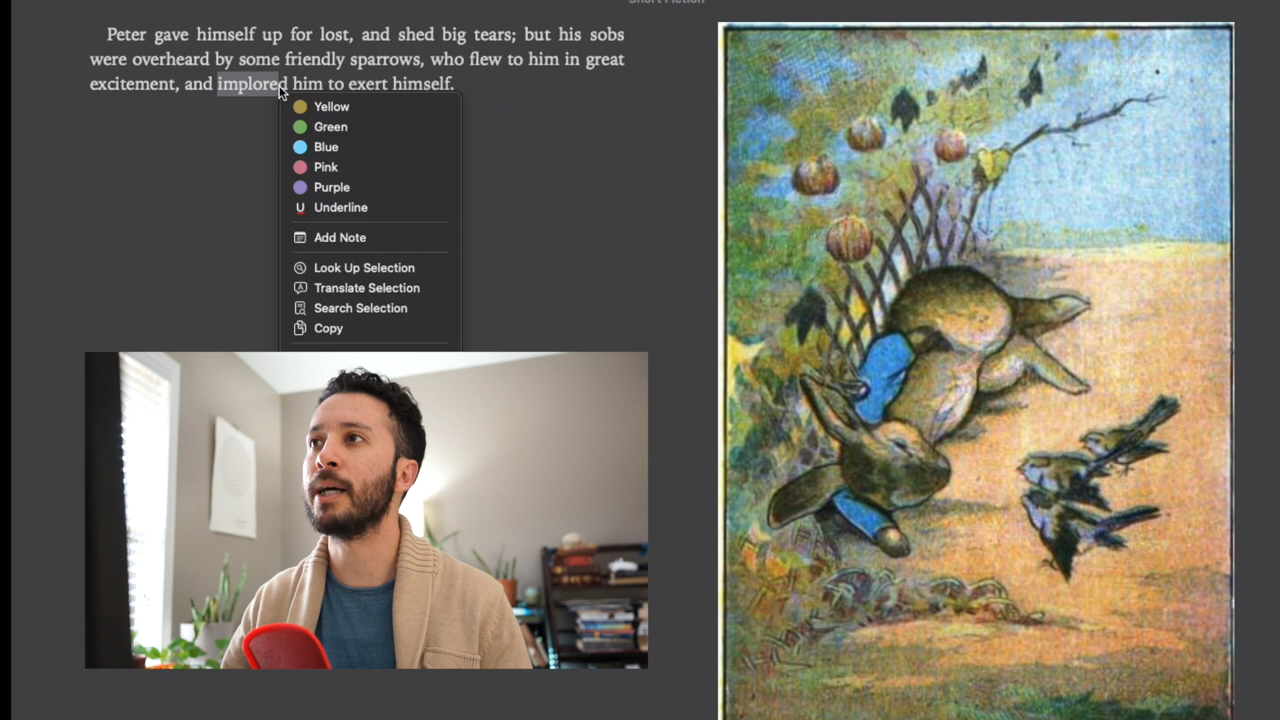 Short Fiction
Peter gave himself up for lost, and shed big tears; but his sobs
were overheard by some friendly sparrows, who flew to him in great
excitement, and implored him to exert himself.
Yellow
Green
Blue
Pink
Purple
U Underline
Add Note
Look Up Selection
Translate Selection
Search Selection
Copy